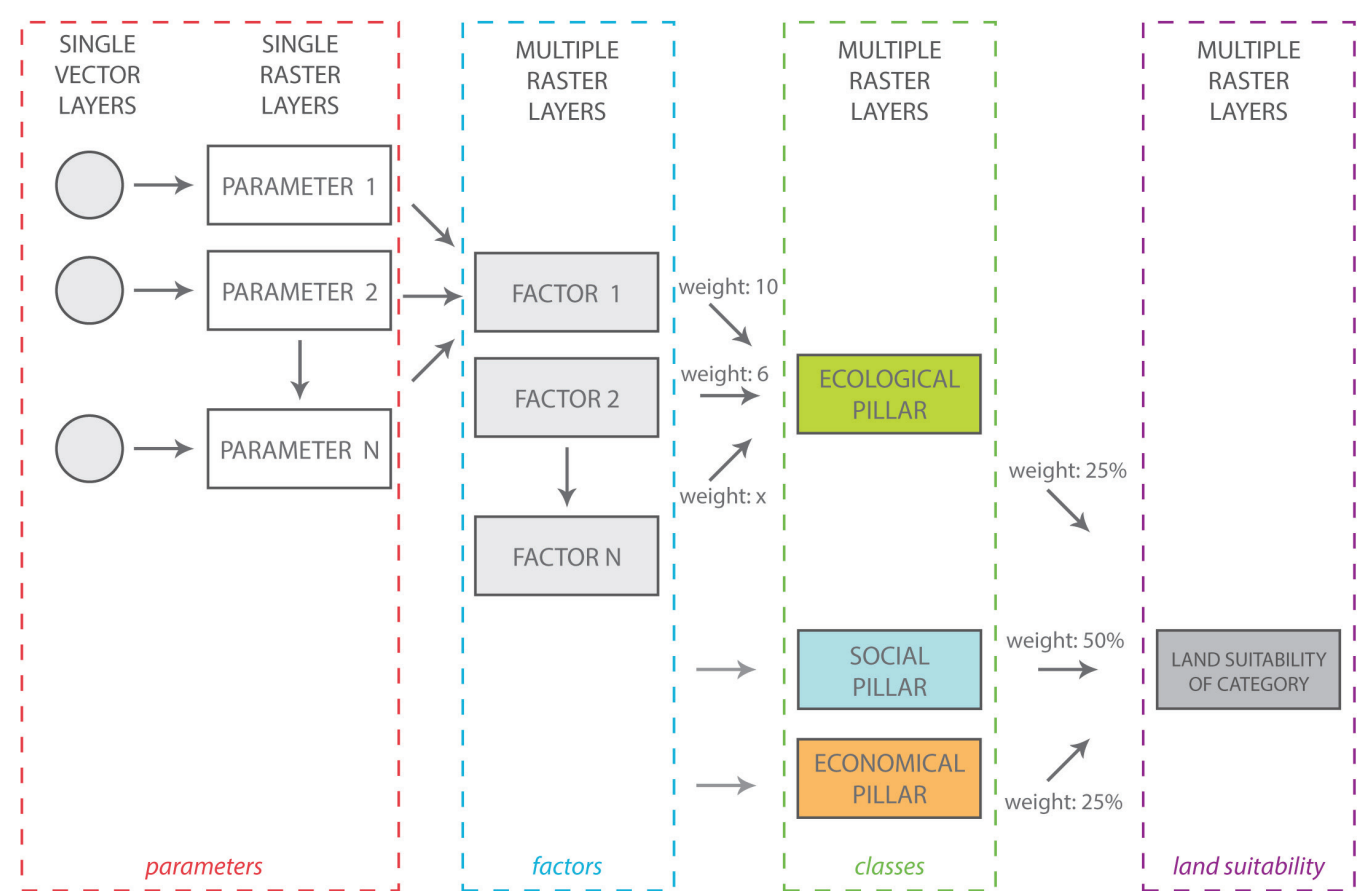 SINGLE
VECTOR
LAYERS
SINGLE
RASTER
LAYERS
PARAMETER 1
PARAMETER 2
PARAMETER N
parameters
MULTIPLE
RASTER
LAYERS
FACTOR 1
FACTOR 2
FACTOR N
factors
weight: 10
weight: 6
weight: x
MULTIPLE
RASTER
LAYERS
ECOLOGICAL
PILLAR
SOCIAL
PILLAR
ECONOMICAL
PILLAR
classes
weight: 25%
weight: 50%
weight: 25%
MULTIPLE
RASTER
LAYERS
LAND SUITABILITY
OF CATEGORY
land suitability